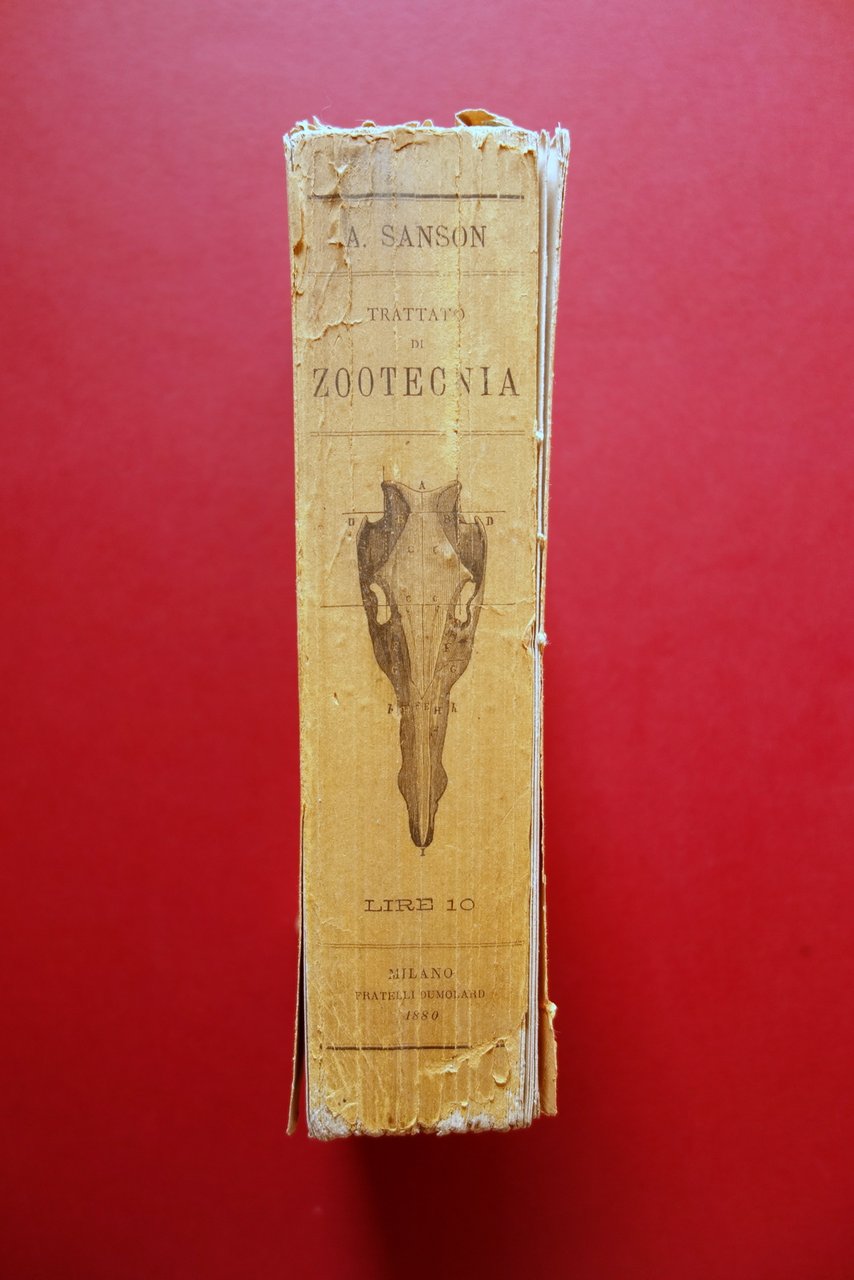 A. SANSON
TRATTATO
DI
ZOOTECNIA
A
D B D
C C
C C
F
G G
h H F E H h
I
LIRE 10
MILANO
FRATELLI DUMOLARD
1880